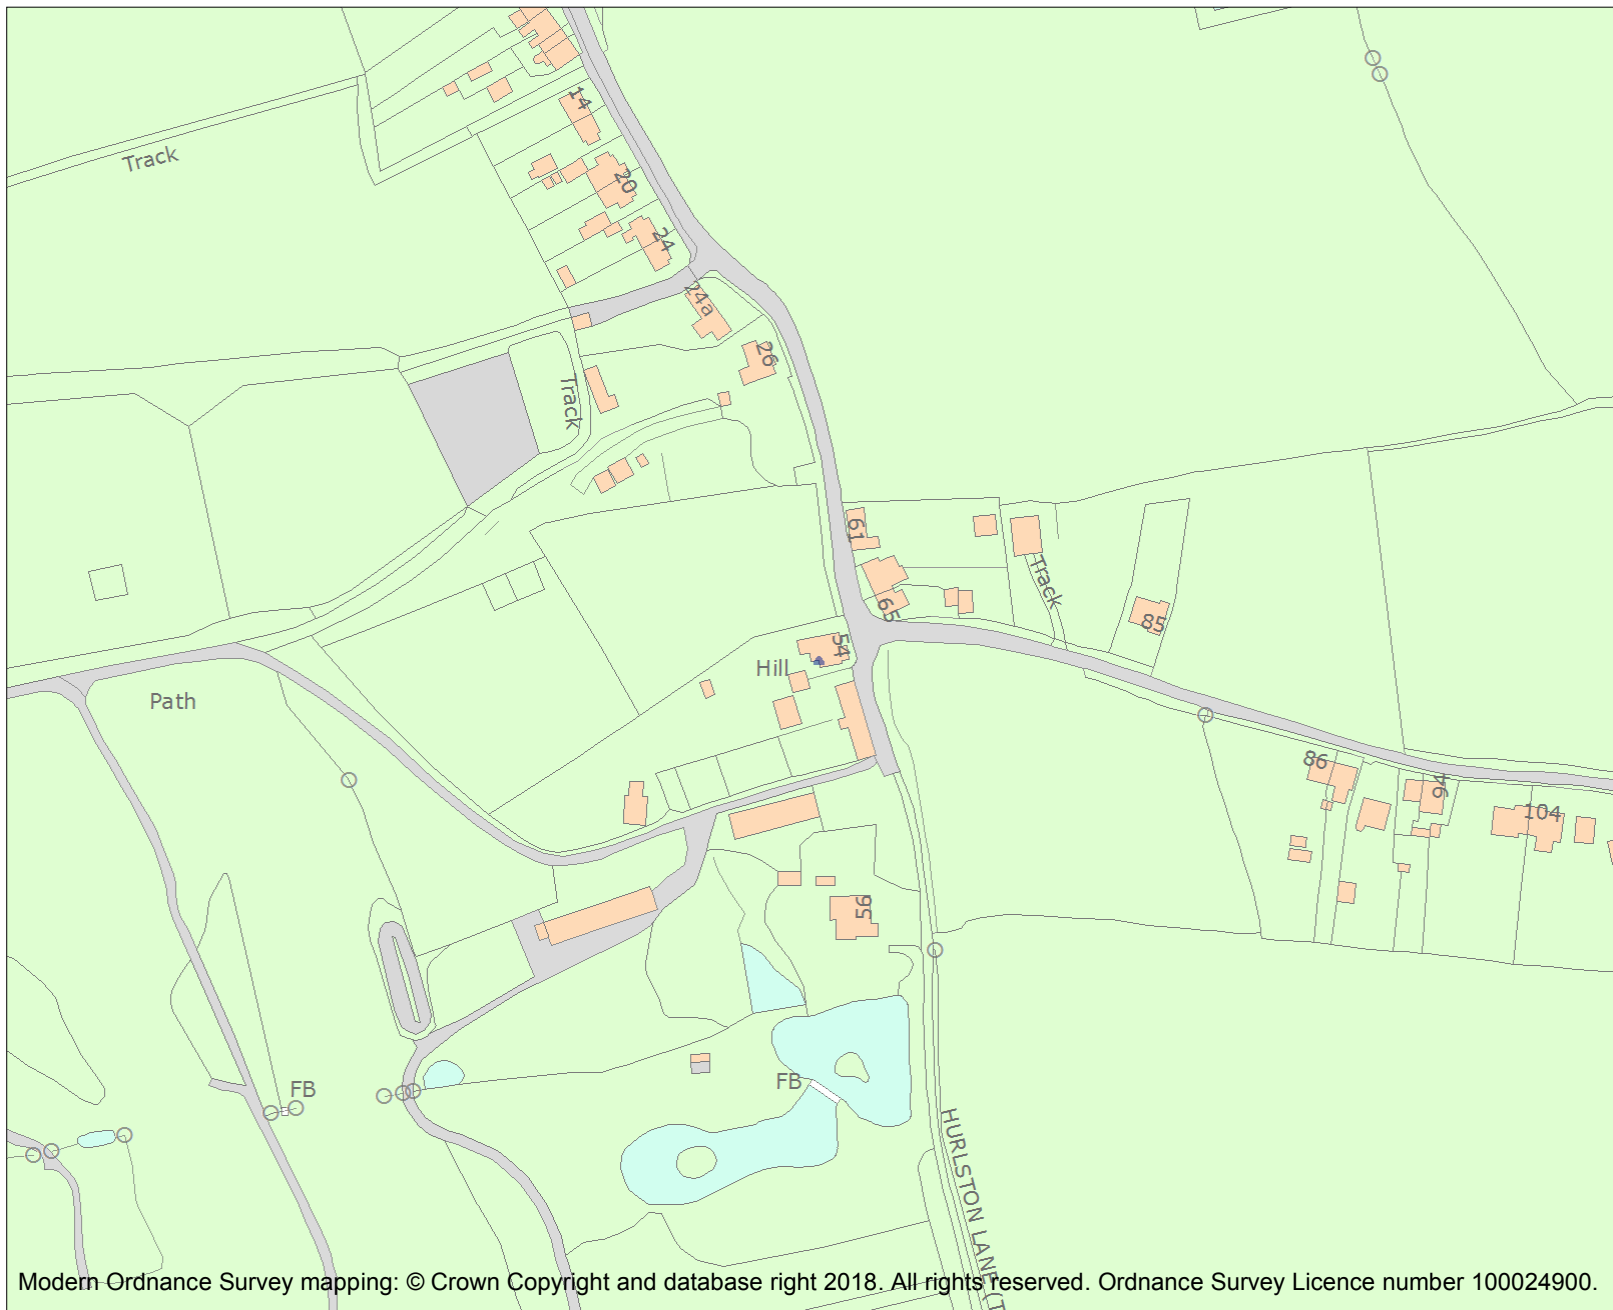 14
Track
20
24
24a
26
Track
61
Track
65
85
54
Hill
Path
86
94
104
56
FB
FB
HURLSTON LANE (T
Modern Ordnance Survey mapping: © Crown Copyright and database right 2018. All rights reserved. Ordnance Survey Licence number 100024900.